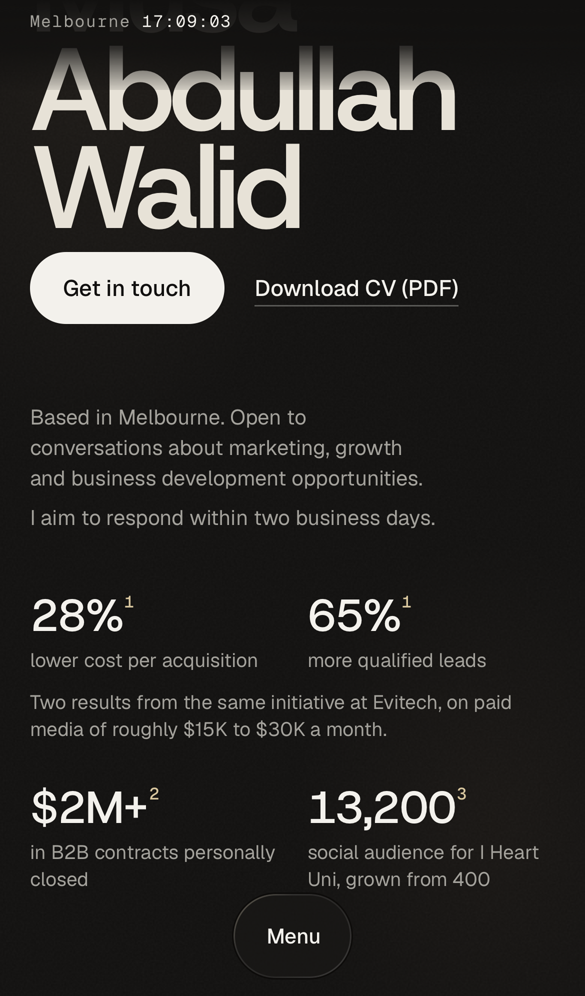 Melbourne 17:09:03
Musa
Abdullah
Walid
Get in touch
Download CV (PDF)
Based in Melbourne. Open to
conversations about marketing, growth
and business development opportunities.
I aim to respond within two business days.
28%1
lower cost per acquisition
65%1
more qualified leads
Two results from the same initiative at Evitech, on paid
media of roughly $15K to $30K a month.
$2M+2
in B2B contracts personally
closed
13,2003
social audience for I Heart
Uni, grown from 400
Menu